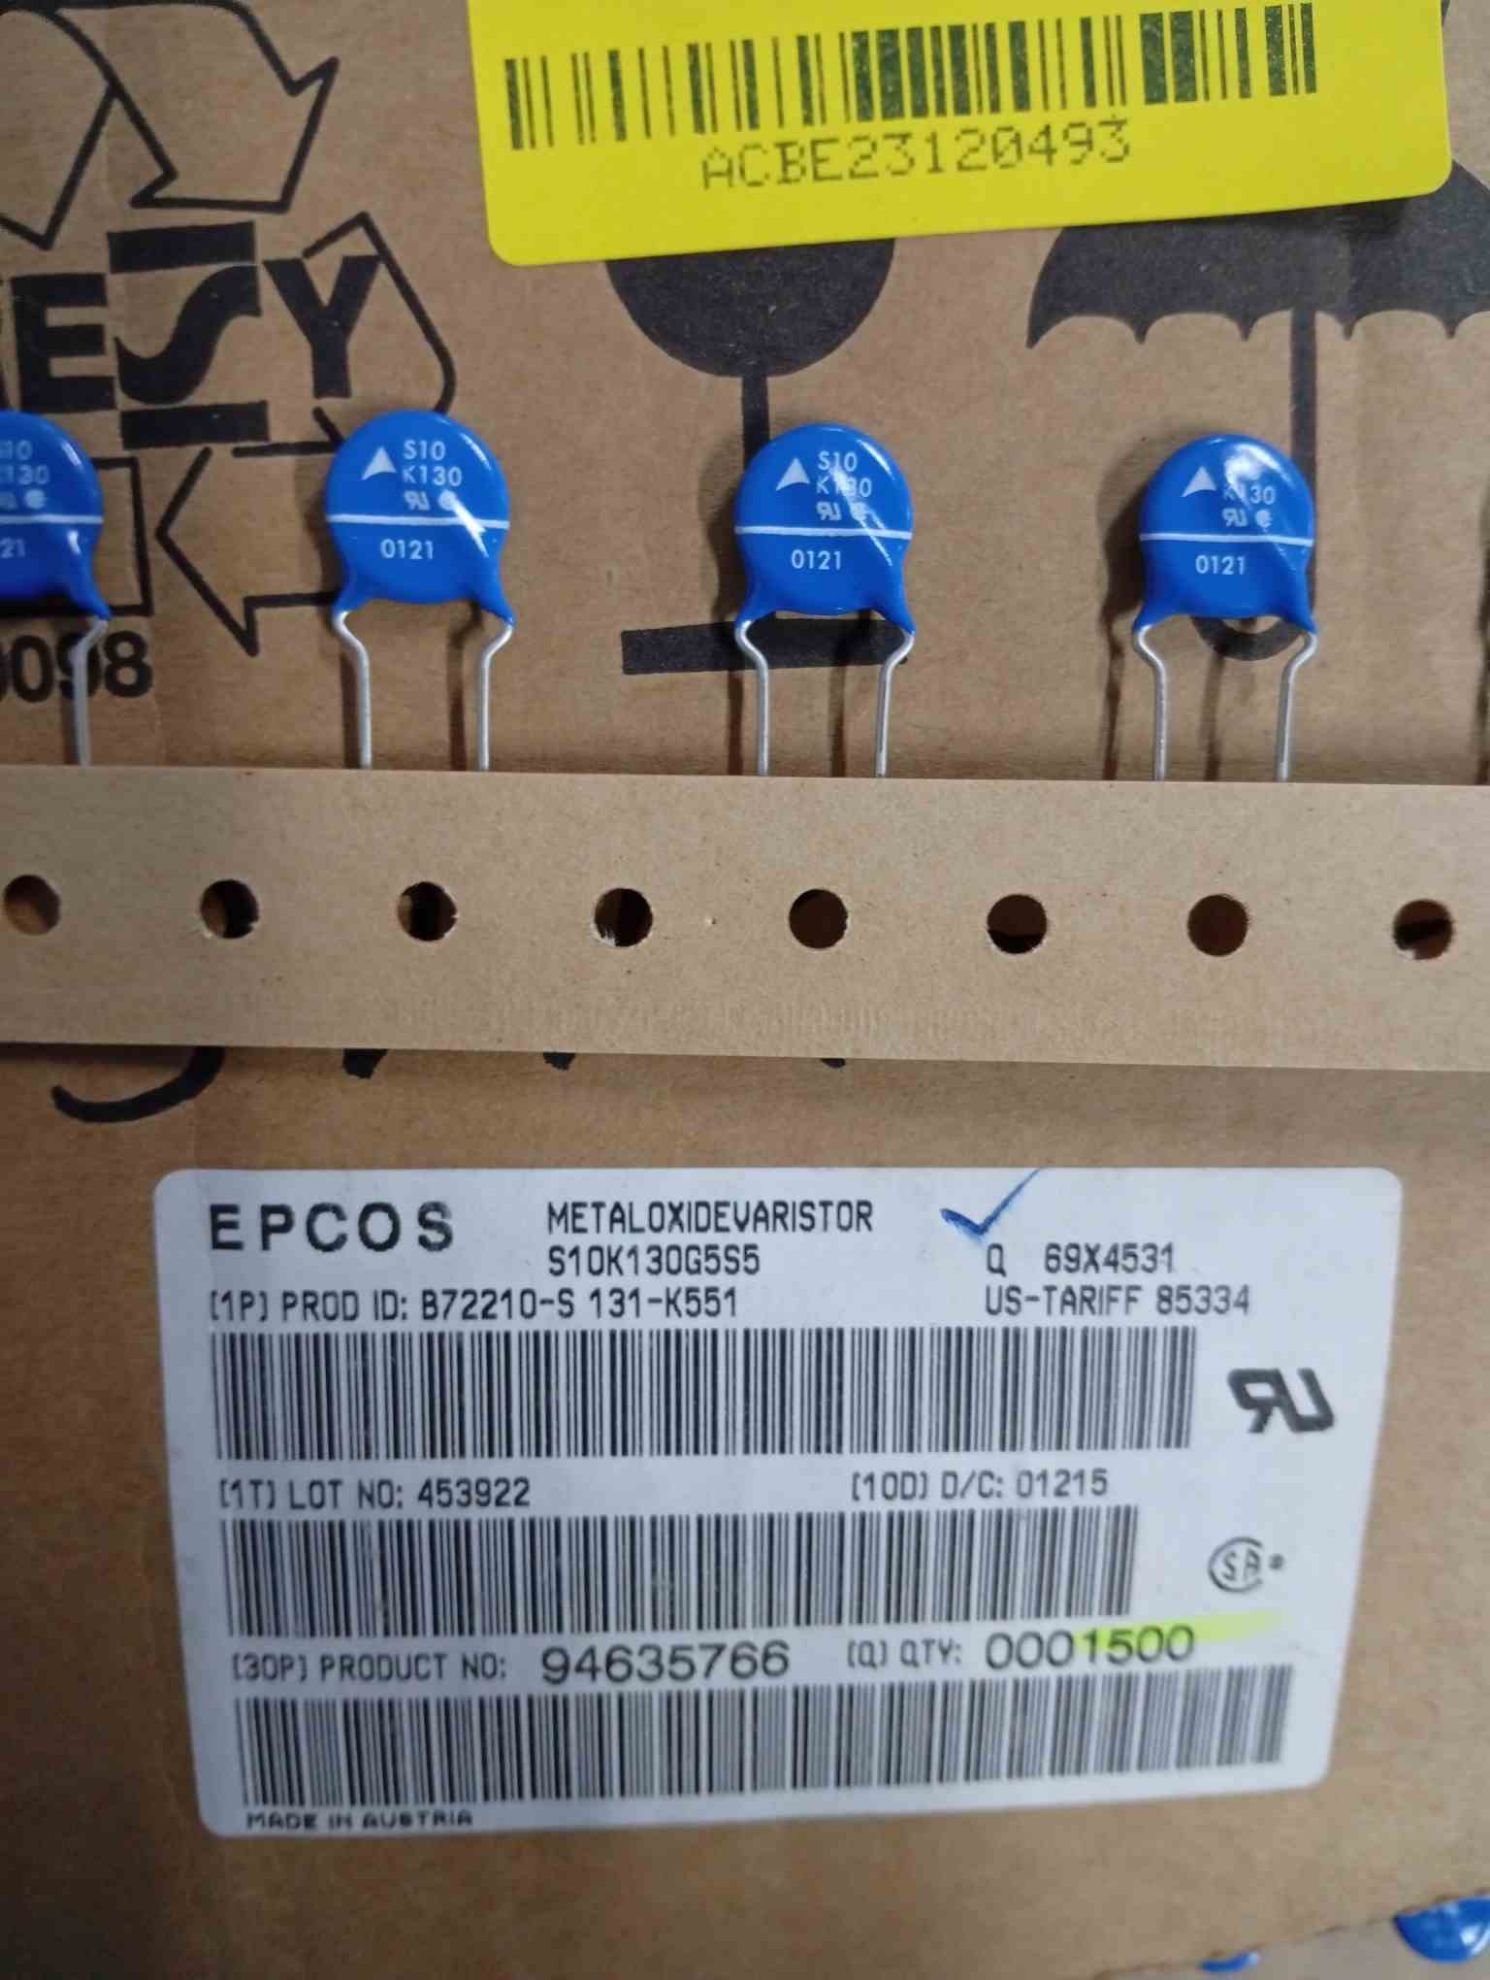 ACBE23120493
ESY
S10
K130
0121
S10
K130
0121
S10
K130
0121
K130
0121
EPCOS
METALOXIDEVARISTOR
S10K130G5S5
Q 69X4531
[1P] PROD ID: B72210-S 131-K551
US-TARIFF 85334
[1T] LOT NO: 453922
[10D] D/C: 01215
SA
[30P] PRODUCT NO: 94635766
[Q] QTY: 0001500
MADE IN AUSTRIA